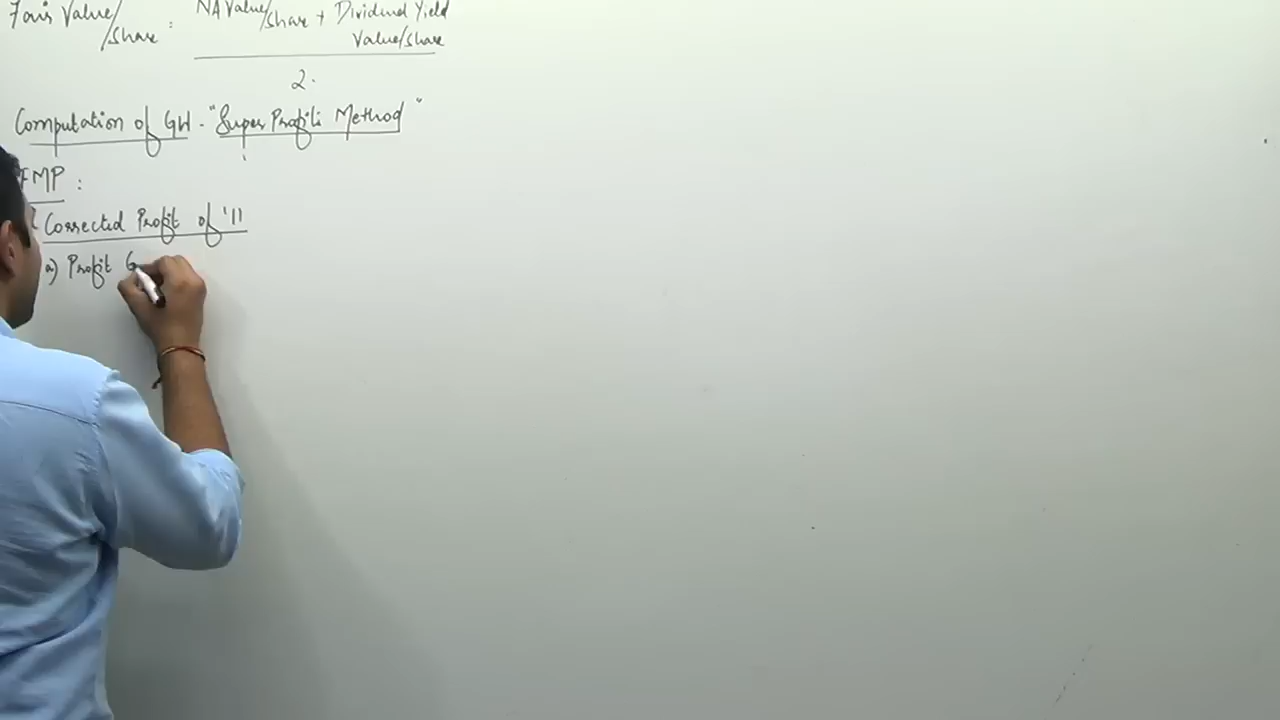 Fair Value/share = NA Value/share + Dividend Yield Value/share
2.
Computation of GW - "Super Profits Method"
FMP :
Corrected Profit of '11
a) Profit G